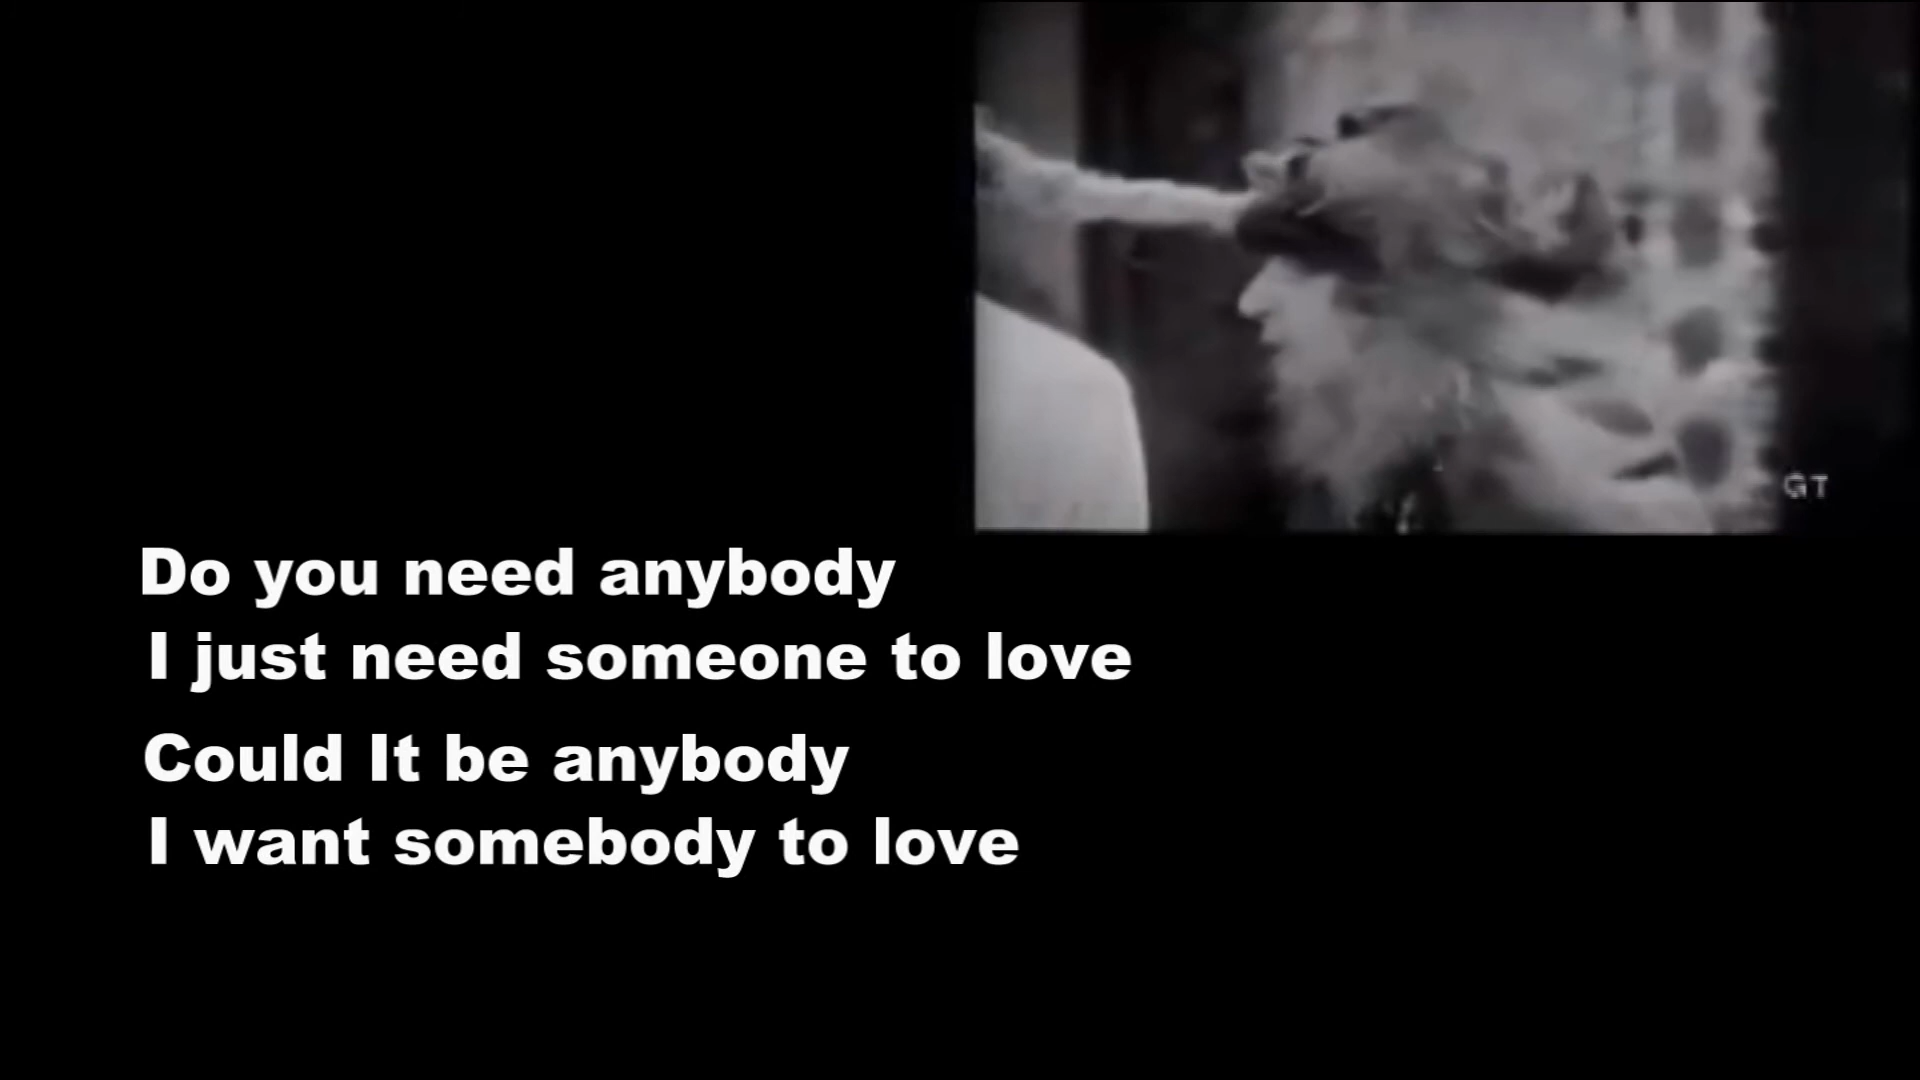 GT
Do you need anybody
I just need someone to love
Could It be anybody
I want somebody to love